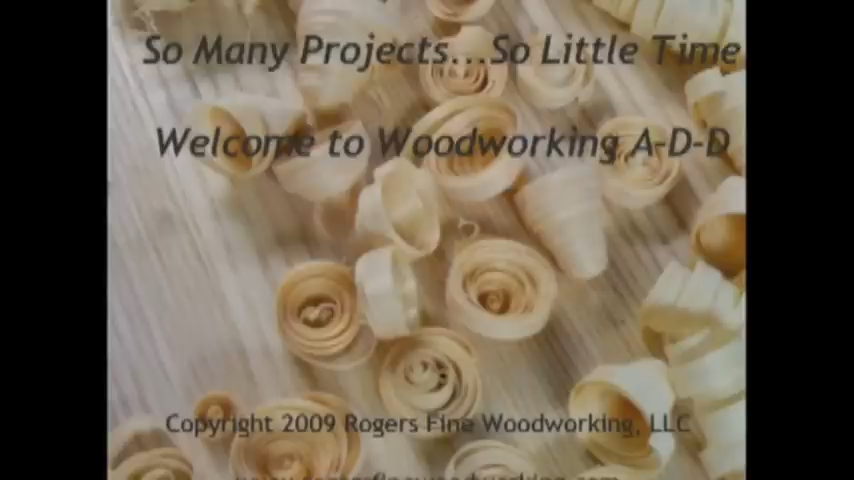 So Many Projects...So Little Time
Welcome to Woodworking A-D-D
Copyright 2009 Rogers Fine Woodworking, LLC